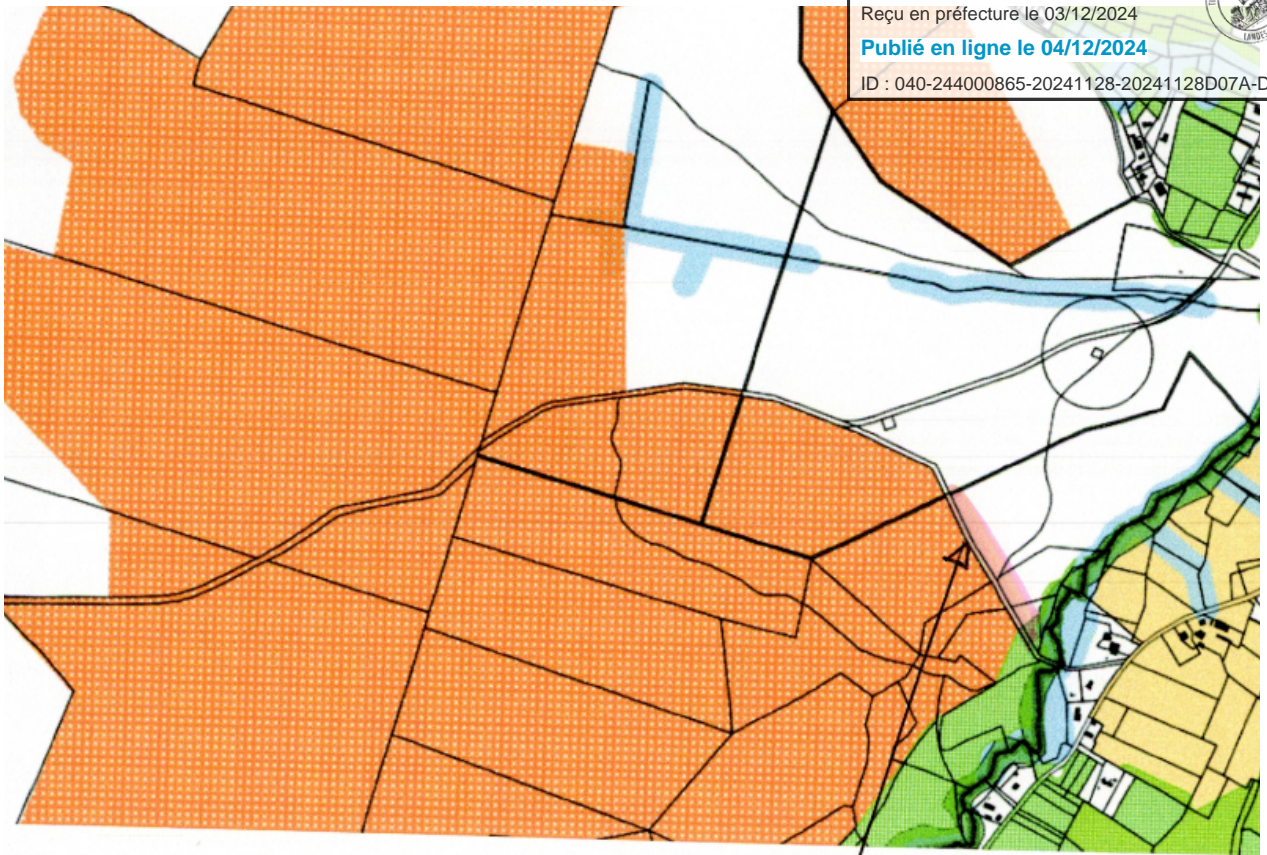 Reçu en préfecture le 03/12/2024
Publié en ligne le 04/12/2024
ID : 040-244000865-20241128-20241128D07A-D
LANDES